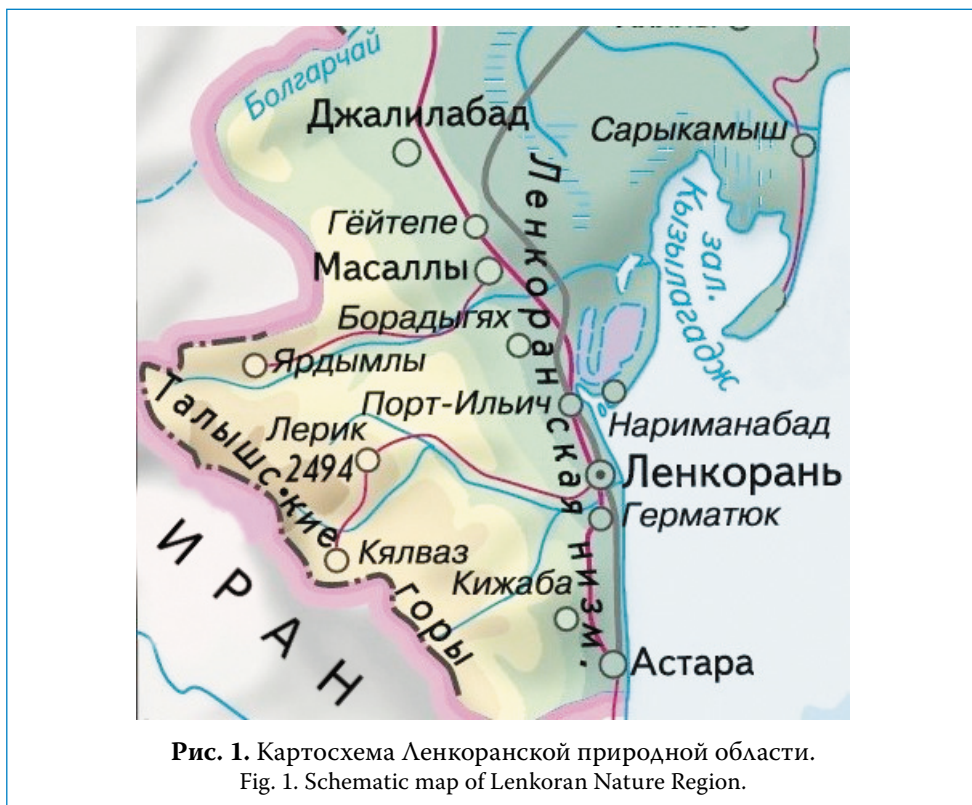 Болгарчай
Джалилабад
Сарыкамыш
Ленкоранская низм.
зал.
Кызылагадж
Гёйтепе
Масаллы
Борадыгях
Ярдымлы
Порт-Ильич
Нариманабад
Талышские горы
Лерик
2494
Ленкорань
Герматюк
Кялваз
Кижаба
ИРАН
Астара
Рис. 1. Картосхема Ленкоранской природной области.
Fig. 1. Schematic map of Lenkoran Nature Region.